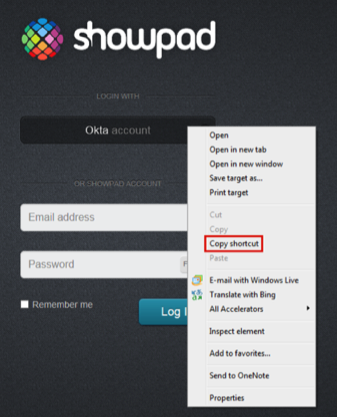 showpad
LOGIN WITH
Okta account
OR SHOWPAD ACCOUNT
Email address
Password
Remember me
Open
Open in new tab
Open in new window
Save target as...
Print target
Cut
Copy
Copy shortcut
Paste
E-mail with Windows Live
Translate with Bing
All Accelerators
Inspect element
Add to favorites...
Send to OneNote
Properties